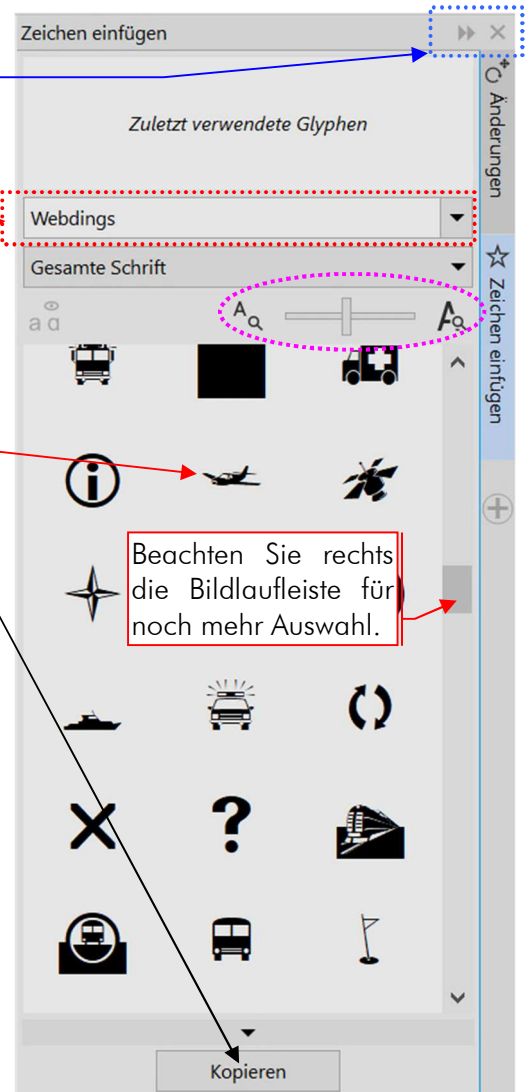 Zeichen einfügen
Zuletzt verwendete Glyphen
Webdings
Gesamte Schrift
a a
A
A
Beachten Sie rechts
die Bildlaufleiste für
noch mehr Auswahl.
Kopieren
Änderungen
Zeichen einfügen